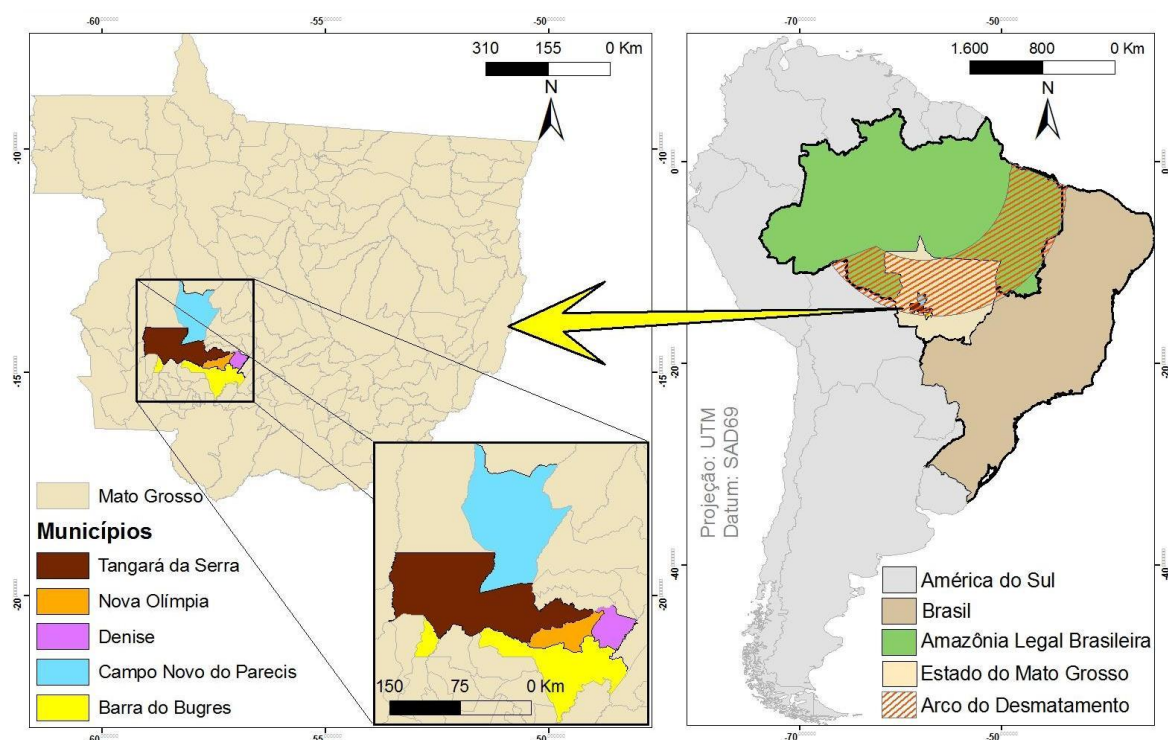 -60 -55 -50
310 155 0 Km
N
-10
-15
-20
Mato Grosso
Municípios
Tangará da Serra
Nova Olímpia
Denise
Campo Novo do Parecis
Barra do Bugres
150 75 0 Km
-60 -55 -50
-70 -50
1.600 800 0 Km
N
-10
0
-15
-20
-20
40
Projeção: UTM
Datum: SAD69
América do Sul
Brasil
Amazônia Legal Brasileira
Estado do Mato Grosso
Arco do Desmatamento
-70 -50